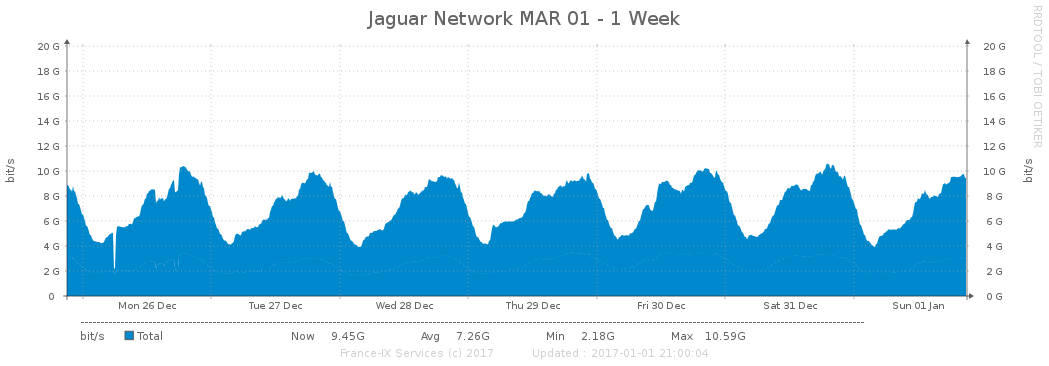 Jaguar Network MAR 01 - 1 Week
RRDTOOL / TOBI OETIKER
bit/s
20 G 20 G
18 G 18 G
16 G 16 G
14 G 14 G
12 G 12 G
10 G 10 G
8 G 8 G
6 G 6 G
4 G 4 G
2 G 2 G
0 0 G
bit/s
Mon 26 Dec Tue 27 Dec Wed 28 Dec Thu 29 Dec Fri 30 Dec Sat 31 Dec Sun 01 Jan
bit/s Total Now 9.45G Avg 7.26G Min 2.18G Max 10.59G
France-IX Services (c) 2017 Updated : 2017-01-01 21:00:04